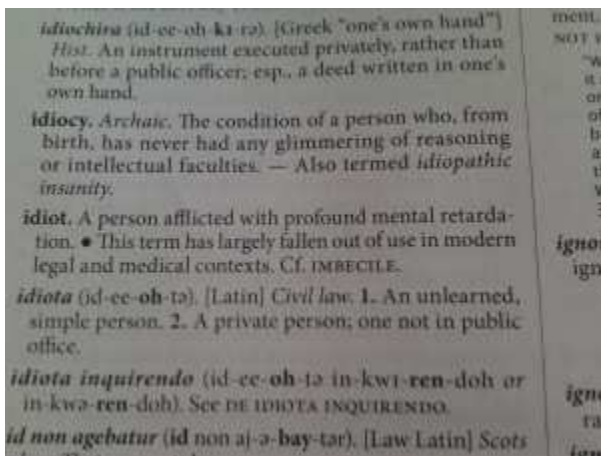 idiochira (id-ee-oh-kı-rə). [Greek “one’s own hand”]
Hist. An instrument executed privately, rather than
before a public officer; esp., a deed written in one’s
own hand.
idiocy. Archaic. The condition of a person who, from
birth, has never had any glimmering of reasoning
or intellectual faculties. — Also termed idiopathic
insanity.
idiot. A person afflicted with profound mental retarda-
tion. ● This term has largely fallen out of use in modern
legal and medical contexts. Cf. IMBECILE.
idiota (id-ee-oh-tə). [Latin] Civil law. 1. An unlearned,
simple person. 2. A private person; one not in public
office.
idiota inquirendo (id-ee-oh-tə in-kwı-ren-doh or
in-kwə-ren-doh). See DE IDIOTA INQUIRENDO.
id non agebatur (id non aj-ə-bay-tər). [Law Latin] Scots
ment.
NOT